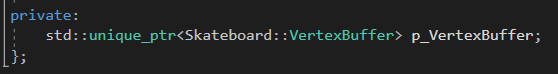 private:
std::unique_ptr<Skateboard::VertexBuffer> p_VertexBuffer;
};